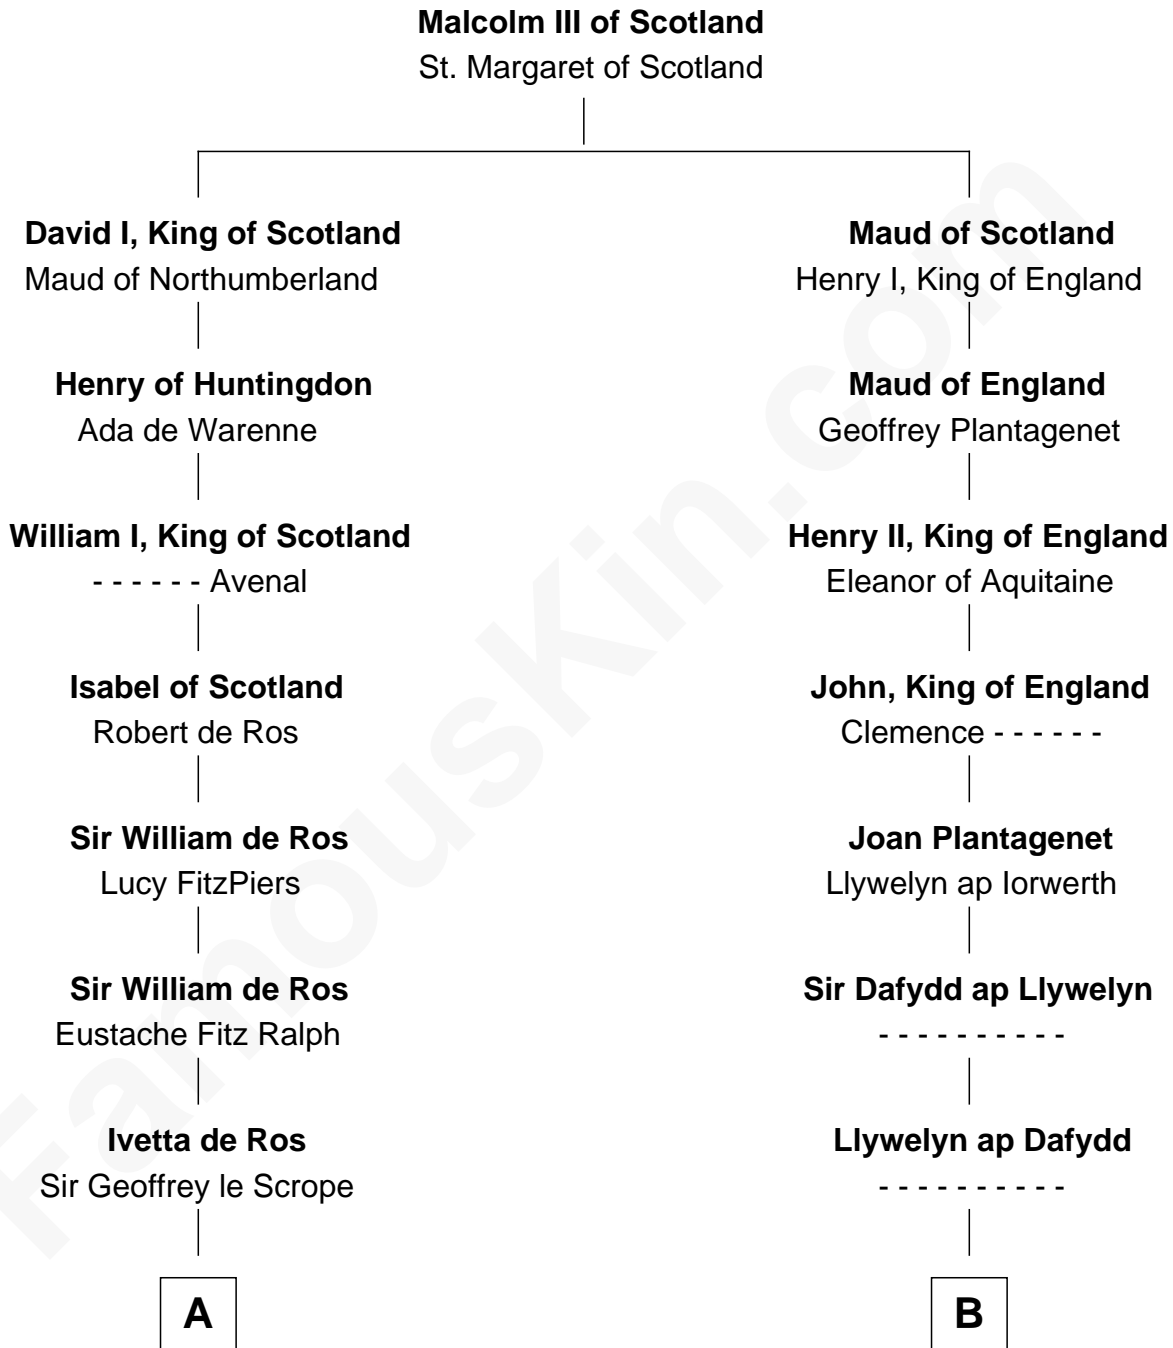 Malcolm III of Scotland
St. Margaret of Scotland
David I, King of Scotland
Maud of Northumberland
Maud of Scotland
Henry I, King of England
Henry of Huntingdon
Ada de Warenne
Maud of England
Geoffrey Plantagenet
William I, King of Scotland
- - - - - - Avenal
Henry II, King of England
Eleanor of Aquitaine
Isabel of Scotland
Robert de Ros
John, King of England
Clemence - - - - - -
Sir William de Ros
Lucy FitzPiers
Joan Plantagenet
Llywelyn ap Iorwerth
Sir William de Ros
Eustache Fitz Ralph
Sir Dafydd ap Llywelyn
- - - - - - - - - -
Ivetta de Ros
Sir Geoffrey le Scrope
Llywelyn ap Dafydd
- - - - - - - - - -
A
B
FamousKin.com